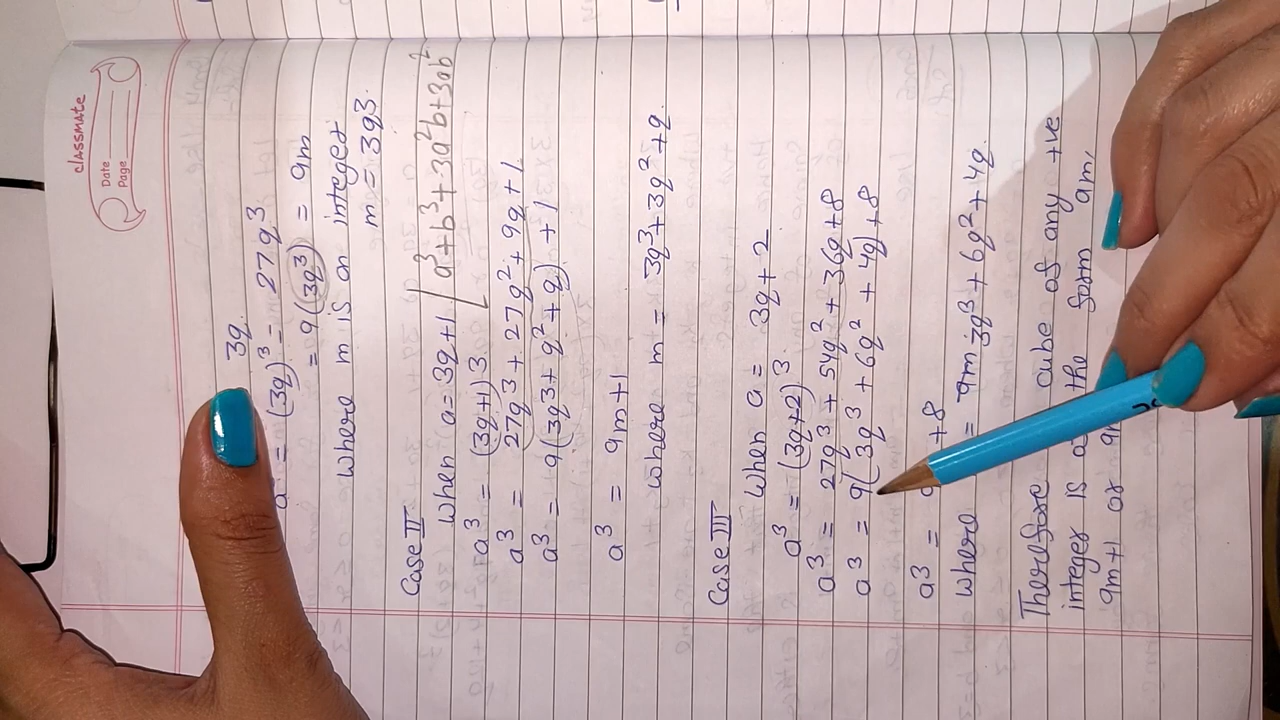 classmate
Date
Page
3q.
a³ = (3q)³ = 27q³
= 9(3q³) = 9m
where m is an integer
m = 3q3.
Case II
when a = 3q+1 a³+b³+3a²b+3ab²
a³ = (3q+1)³
a³ = 27q³ + 27q² + 9q + 1
a³ = 9(3q³ + q² + q) + 1
a³ = 9m+1
where m = 3q³ + 3q² + q.
Case III
when a = 3q + 2
a³ = (3q+2)³.
a³ = 27q³ + 54q² + 36q + 8
a³ = 9(3q³ + 6q² + 4q) + 8
a³ = +8
where = 3q³ + 6q² + 4q.
Therefore cube of any +ve
integer is the form 9m,
9m+1 or